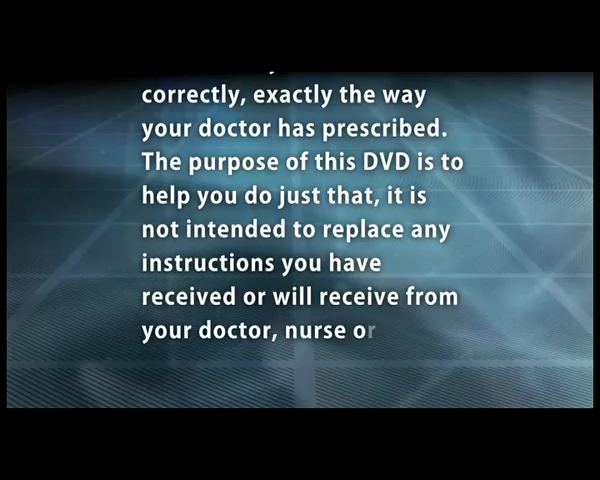 correctly, exactly the way
your doctor has prescribed.
The purpose of this DVD is to
help you do just that, it is
not intended to replace any
instructions you have
received or will receive from
your doctor, nurse or